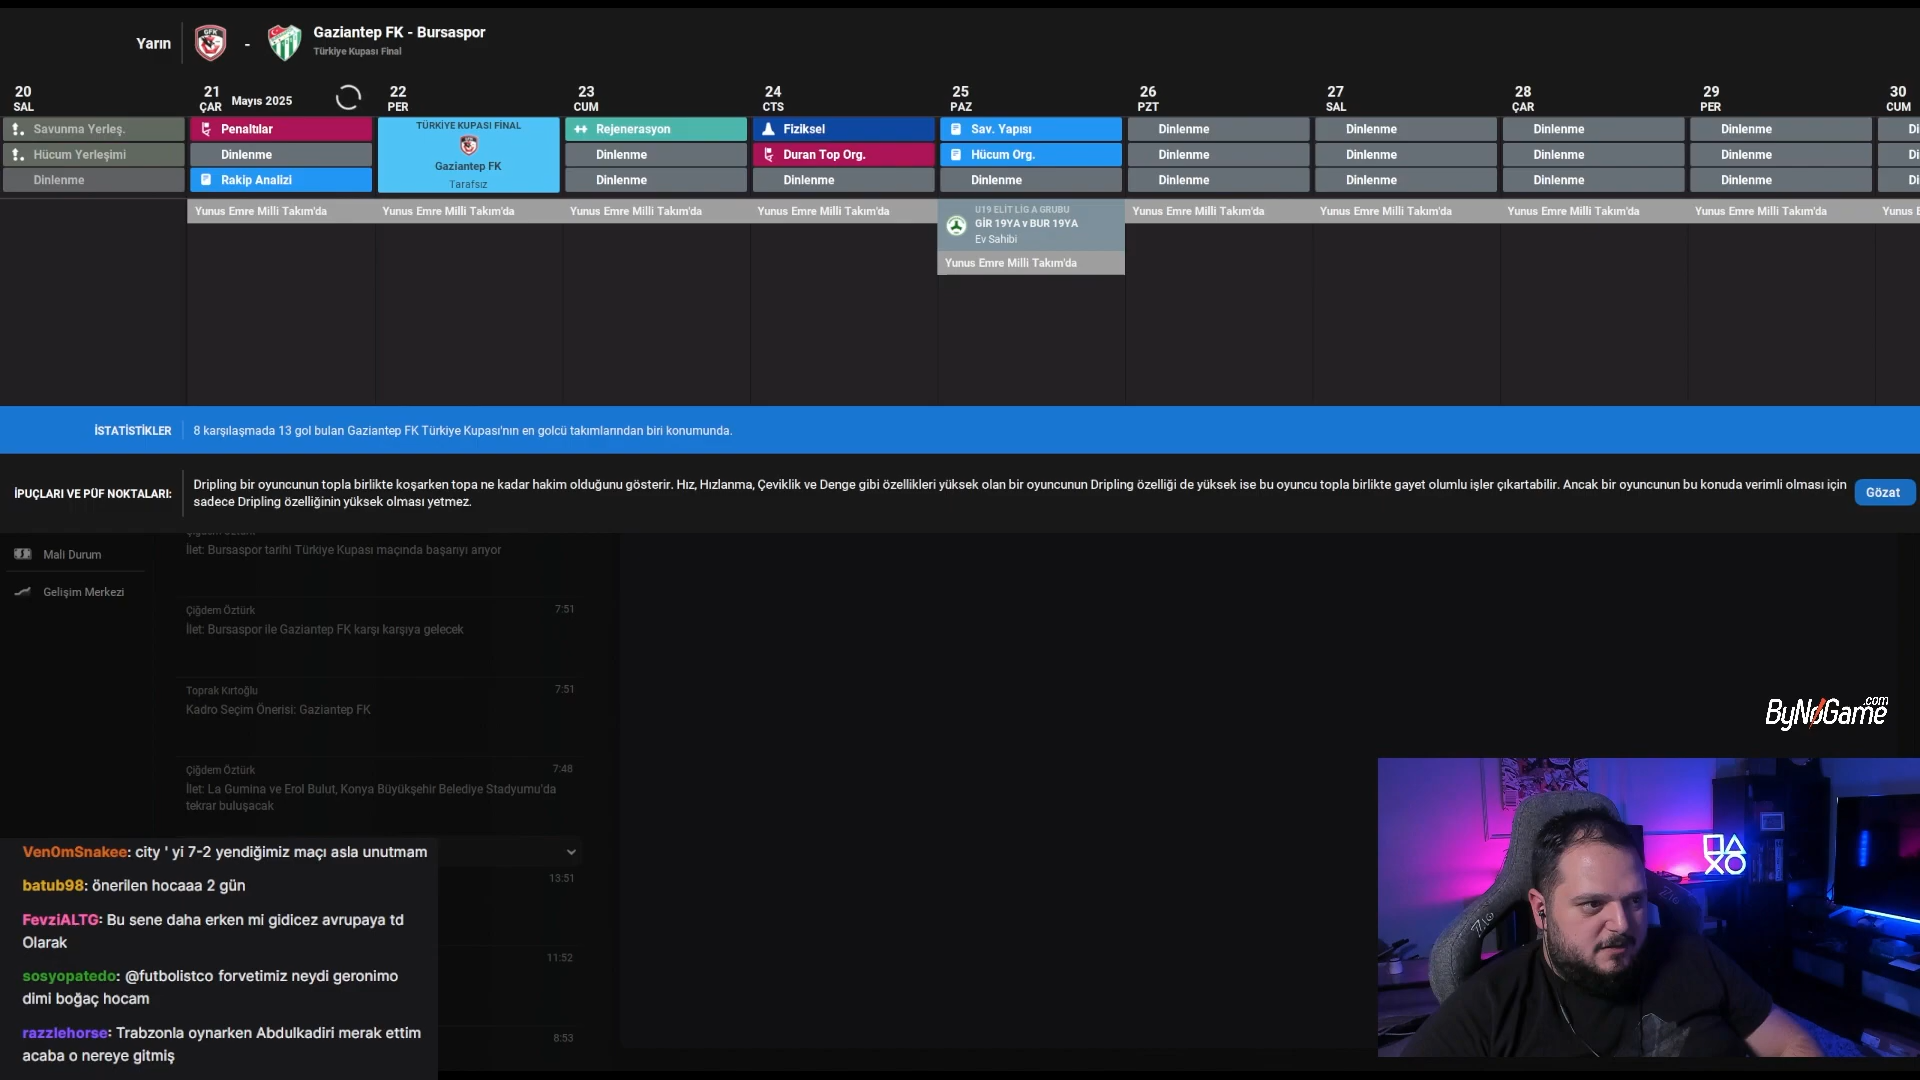 Yarın
Gaziantep FK - Bursaspor
Türkiye Kupası Final
20 SAL
21 ÇAR Mayıs 2025
22 PER
23 CUM
24 CTS
25 PAZ
26 PZT
27 SAL
28 ÇAR
29 PER
30 CUM
Savunma Yerleş.
Hücum Yerleşimi
Dinlenme
Penaltılar
Dinlenme
Rakip Analizi
TÜRKİYE KUPASI FİNAL
Gaziantep FK
Tarafsız
Rejenerasyon
Dinlenme
Dinlenme
Fiziksel
Duran Top Org.
Dinlenme
Sav. Yapısı
Hücum Org.
Dinlenme
Dinlenme
Dinlenme
Dinlenme
Dinlenme
Dinlenme
Dinlenme
Dinlenme
Dinlenme
Dinlenme
Dinlenme
Dinlenme
Dinlenme
Di
Di
Di
Yunus Emre Milli Takım'da
Yunus Emre Milli Takım'da
Yunus Emre Milli Takım'da
Yunus Emre Milli Takım'da
U19 ELİT LİG A GRUBU
GİR 19YA v BUR 19YA
Ev Sahibi
Yunus Emre Milli Takım'da
Yunus Emre Milli Takım'da
Yunus Emre Milli Takım'da
Yunus Emre Milli Takım'da
Yunus Emre Milli Takım'da
Yunus E
İSTATİSTİKLER
8 karşılaşmada 13 gol bulan Gaziantep FK Türkiye Kupası'nın en golcü takımlarından biri konumunda.
İPUÇLARI VE PÜF NOKTALARI:
Dripling bir oyuncunun topla birlikte koşarken topa ne kadar hakim olduğunu gösterir. Hız, Hızlanma, Çeviklik ve Denge gibi özellikleri yüksek olan bir oyuncunun Dripling özelliği de yüksek ise bu oyuncu topla birlikte gayet olumlu işler çıkartabilir. Ancak bir oyuncunun bu konuda verimli olması için
sadece Dripling özelliğinin yüksek olması yetmez.
Gözat
Mali Durum
Gelişim Merkezi
İlet: Bursaspor tarihi Türkiye Kupası maçında başarıyı arıyor
Çiğdem Öztürk 7:51
İlet: Bursaspor ile Gaziantep FK karşı karşıya gelecek
Toprak Kırtoğlu 7:51
Kadro Seçim Önerisi: Gaziantep FK
Çiğdem Öztürk 7:48
İlet: La Gumina ve Erol Bulut, Konya Büyükşehir Belediye Stadyumu'da
tekrar buluşacak
13:51
11:52
8:53
Ven0mSnakee: city ' yi 7-2 yendiğimiz maçı asla unutmam
batub98: önerilen hocaaa 2 gün
FevziALTG: Bu sene daha erken mi gidicez avrupaya td
Olarak
sosyopatedo: @futbolistco forvetimiz neydi geronimo
dimi boğaç hocam
razzlehorse: Trabzonla oynarken Abdulkadiri merak ettim
acaba o nereye gitmiş
ByNoGame.com